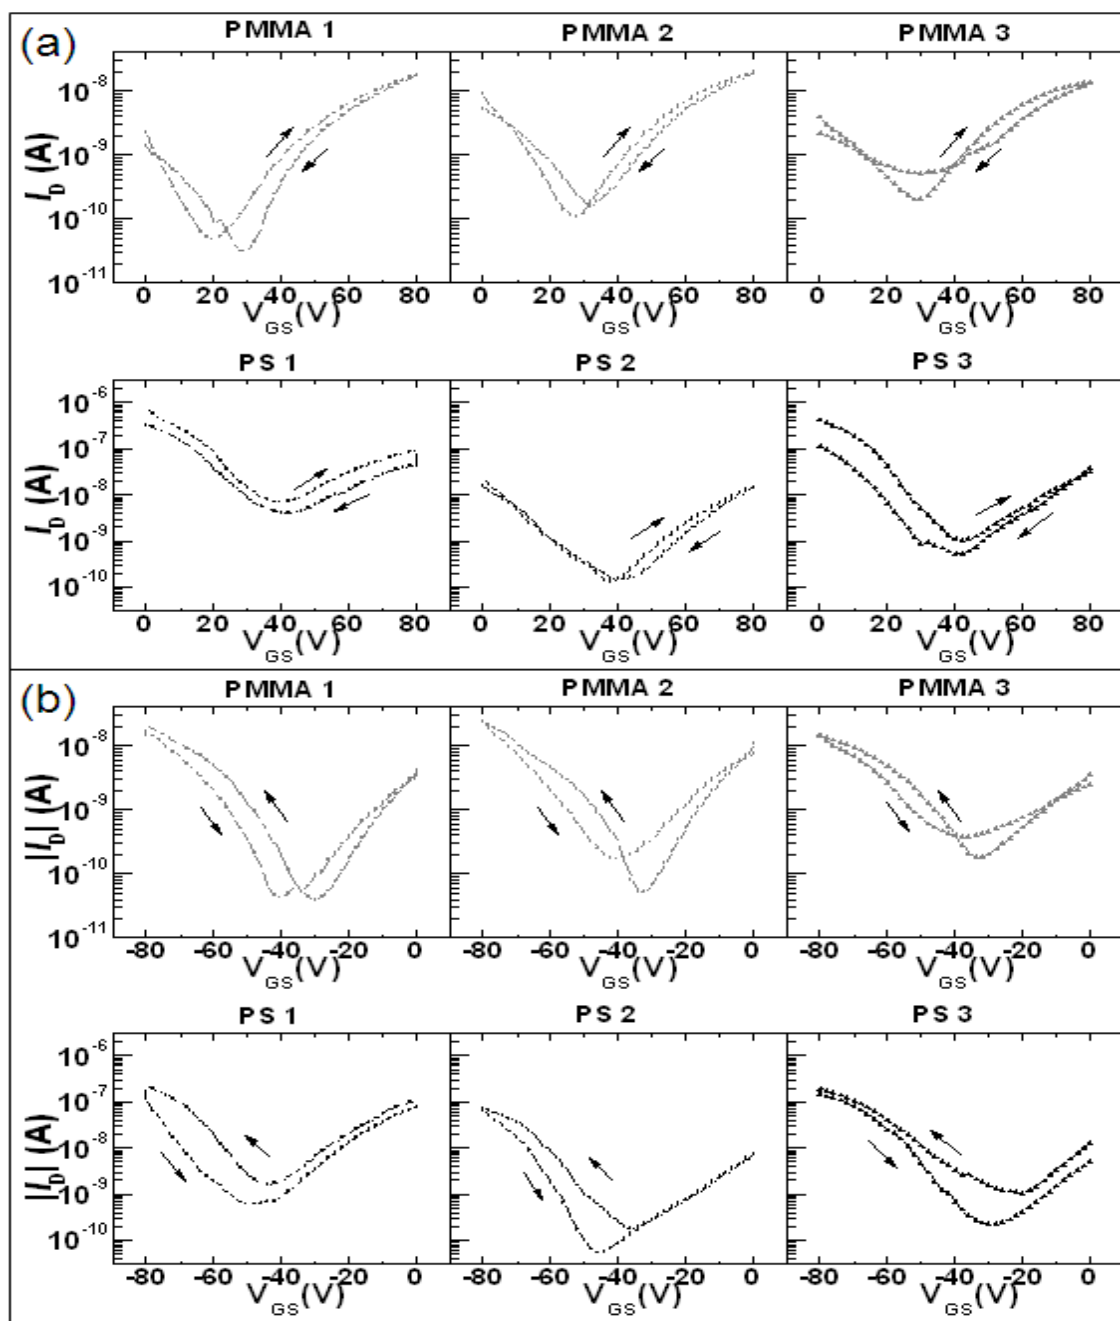 (a)
PMMA 1 PMMA 2 PMMA 3
I_D (A)
10^-8
10^-9
10^-10
10^-11
0 20 40 60 80 0 20 40 60 80 0 20 40 60 80
V_GS(V) V_GS(V) V_GS(V)
PS 1 PS 2 PS 3
I_D (A)
10^-6
10^-7
10^-8
10^-9
10^-10
0 20 40 60 80 0 20 40 60 80 0 20 40 60 80
V_GS(V) V_GS(V) V_GS(V)
(b)
PMMA 1 PMMA 2 PMMA 3
|I_D| (A)
10^-8
10^-9
10^-10
10^-11
-80 -60 -40 -20 0 -80 -60 -40 -20 0 -80 -60 -40 -20 0
V_GS(V) V_GS(V) V_GS(V)
PS 1 PS 2 PS 3
|I_D| (A)
10^-6
10^-7
10^-8
10^-9
10^-10
-80 -60 -40 -20 0 -80 -60 -40 -20 0 -80 -60 -40 -20 0
V_GS(V) V_GS(V) V_GS(V)